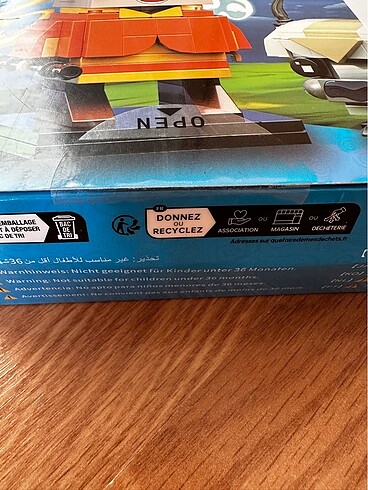 OPEN
EMBALLAGE
À DÉPOSER
DE TRI
BAC
DE
TRI
FR
DONNEZ
OU
RECYCLEZ
ASSOCIATION
OU
MAGASIN
OU
DÉCHÈTERIE
Adresses sur quefairedemesdechets.fr
تحذير: غير مناسب للأطفال أقل من 36
Warnhinweis: Nicht geeignet für Kinder unter 36 Monaten.
Warning: Not suitable for children under 36 months.
Advertencia: No apto para niños menores de 36 meses.
Avertissement: Ne convient pas aux enfants de moins de